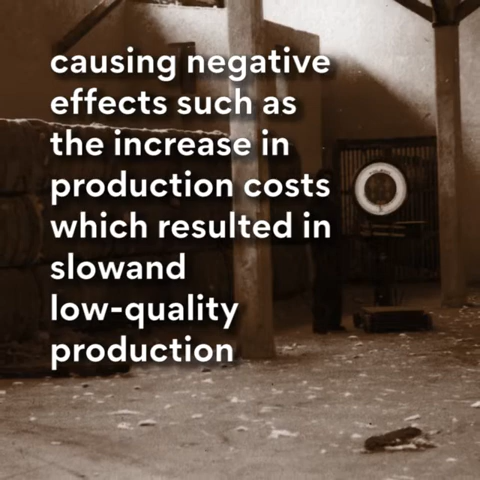 causing negative
effects such as
the increase in
production costs
which resulted in
slowand
low-quality
production